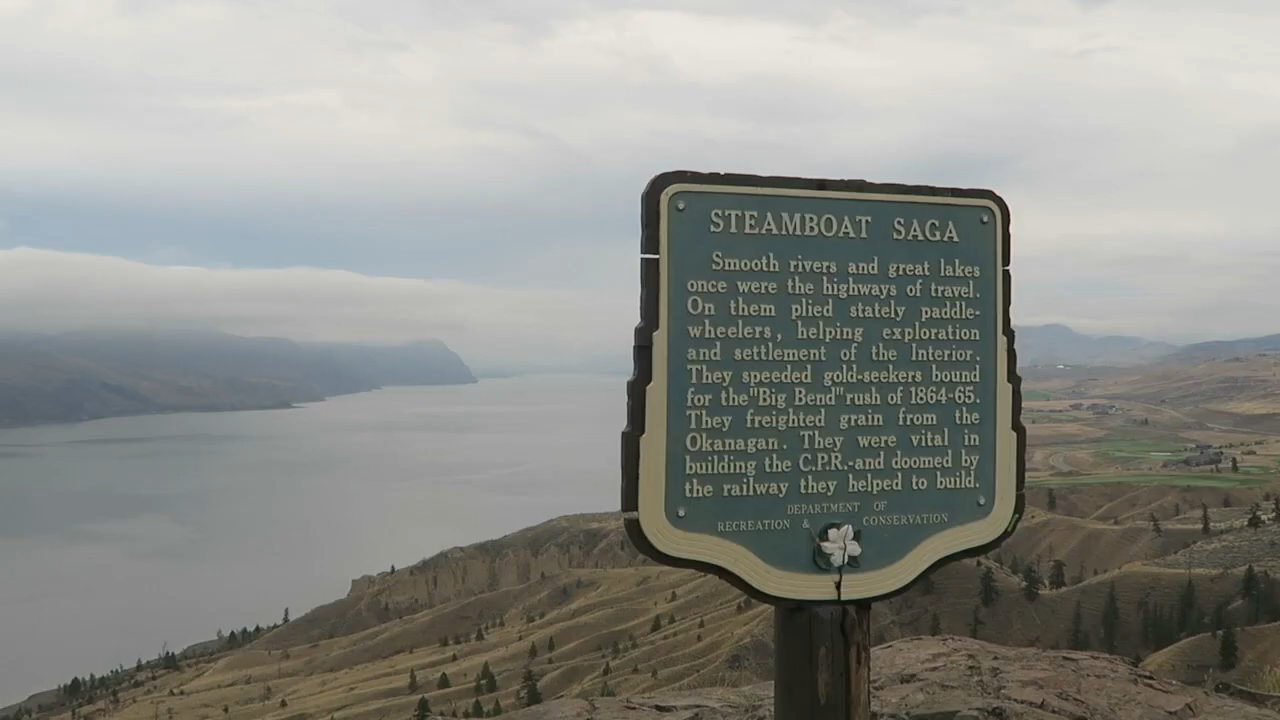 STEAMBOAT SAGA
Smooth rivers and great lakes
once were the highways of travel.
On them plied stately paddle-
wheelers, helping exploration
and settlement of the Interior.
They speeded gold-seekers bound
for the "Big Bend" rush of 1864-65.
They freighted grain from the
Okanagan. They were vital in
building the C.P.R.-and doomed by
the railway they helped to build.
DEPARTMENT OF
RECREATION & CONSERVATION